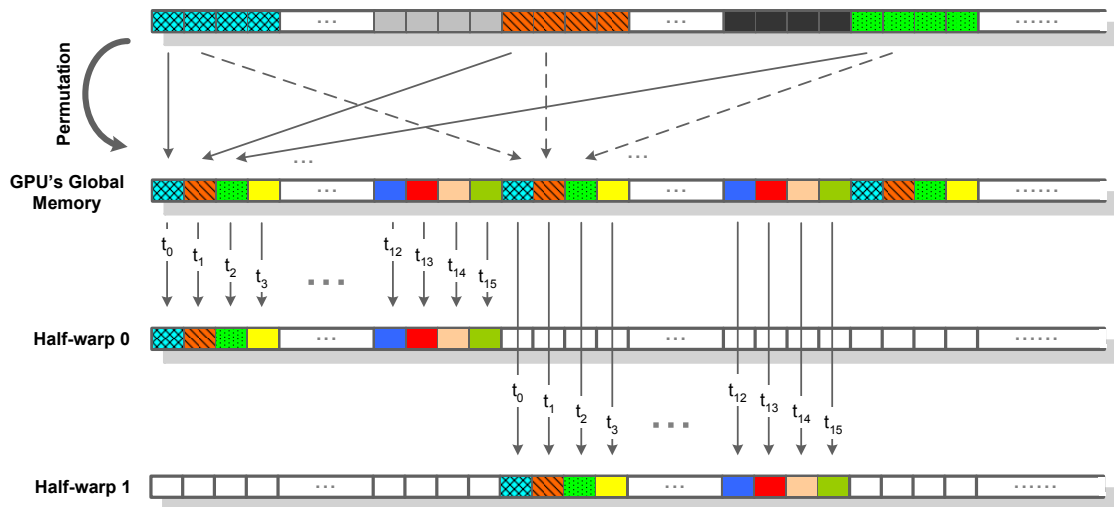 Permutation
GPU's Global
Memory
t0 t1 t2 t3 ... t12 t13 t14 t15
Half-warp 0
t0 t1 t2 t3 ... t12 t13 t14 t15
Half-warp 1